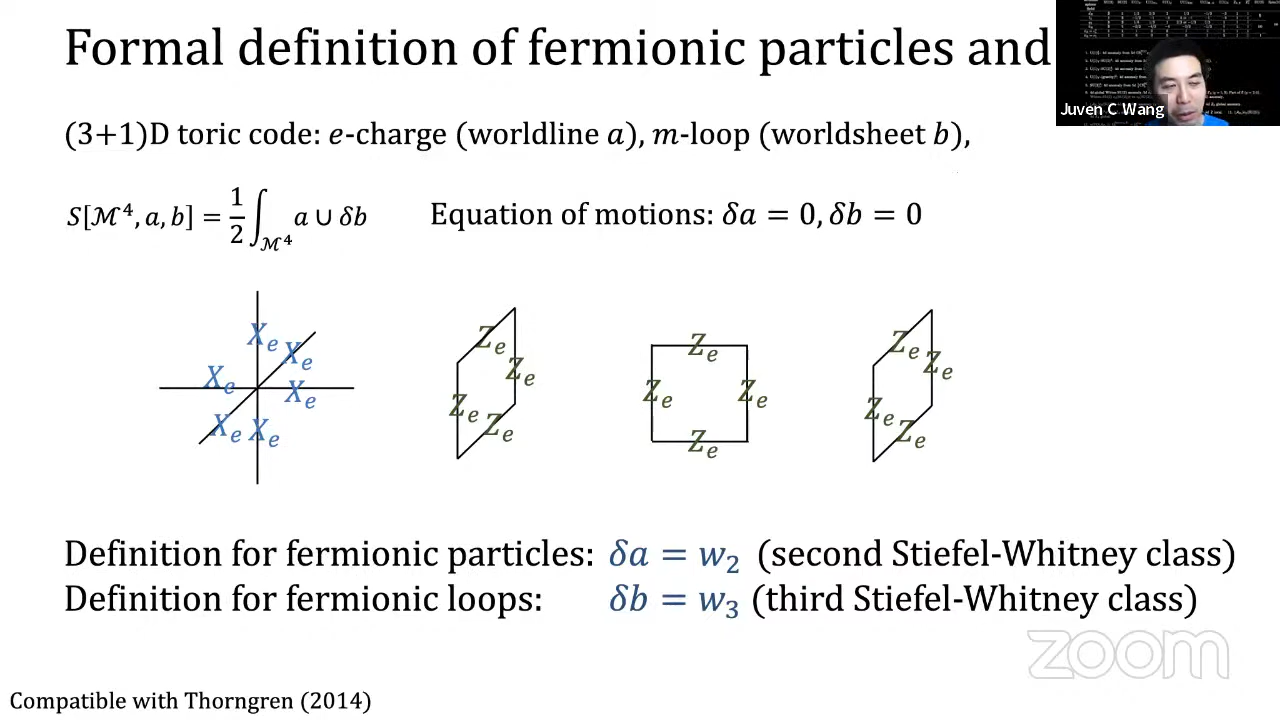 Formal definition of fermionic particles and
Juven C Wang
(3+1)D toric code: e-charge (worldline a), m-loop (worldsheet b),
S[ℳ⁴, a, b] = 1/2 ∫_ℳ⁴ a ∪ δb Equation of motions: δa = 0, δb = 0
X_e X_e X_e X_e X_e X_e
Z_e Z_e Z_e Z_e
Z_e Z_e Z_e Z_e
Z_e Z_e Z_e Z_e
Definition for fermionic particles: δa = w₂ (second Stiefel-Whitney class)
Definition for fermionic loops: δb = w₃ (third Stiefel-Whitney class)
zoom
Compatible with Thorngren (2014)